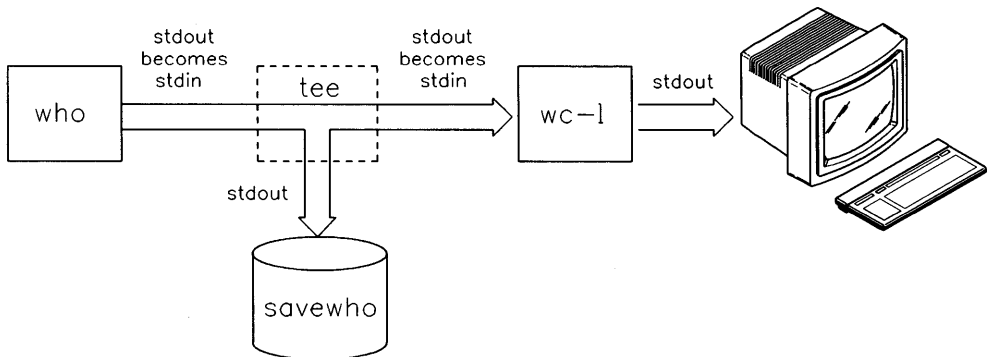 stdout
becomes
stdin
stdout
becomes
stdin
who
tee
wc-l
stdout
stdout
savewho